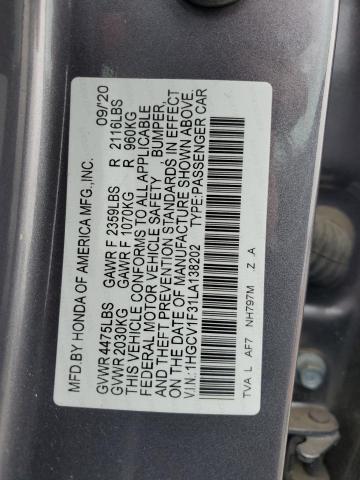 MFD.BY HONDA OF AMERICA MFG.,INC. 09/20
GVWR 4475LBS GAWR F 2359LBS R 2116LBS
GVWR 2030KG GAWR F 1070KG R 960KG
THIS VEHICLE CONFORMS TO ALL APPLICABLE
FEDERAL MOTOR VEHICLE SAFETY , BUMPER,
AND THEFT PREVENTION STANDARDS IN EFFECT
ON THE DATE OF MANUFACTURE SHOWN ABOVE.
V.I.N.:1HGCV1F31LA138202 TYPE:PASSENGER CAR
TVA L AF7 NH797M .Z .A